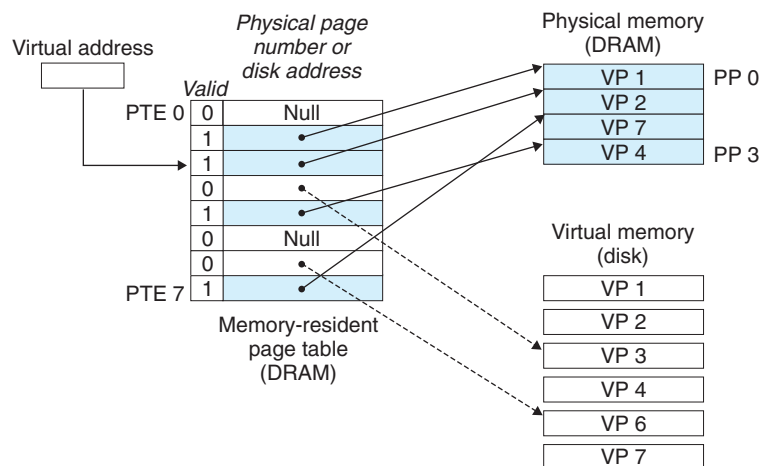 Virtual address
Physical page
number or
disk address
Valid
PTE 0
0
Null
1
1
0
1
0
Null
0
PTE 7
1
Memory-resident
page table
(DRAM)
Physical memory
(DRAM)
VP 1
PP 0
VP 2
VP 7
VP 4
PP 3
Virtual memory
(disk)
VP 1
VP 2
VP 3
VP 4
VP 6
VP 7